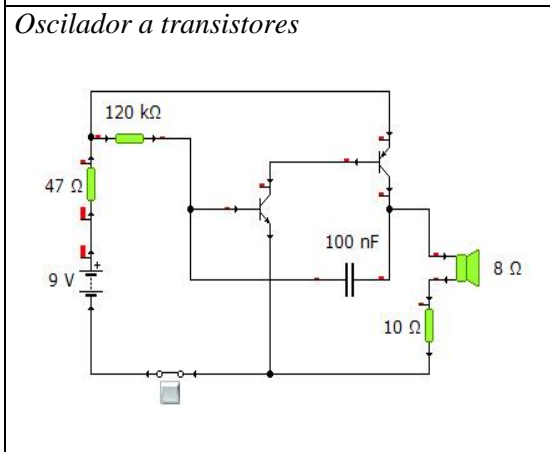 Oscilador a transistores
120 kΩ
47 Ω
100 nF
8 Ω
9 V
+
10 Ω